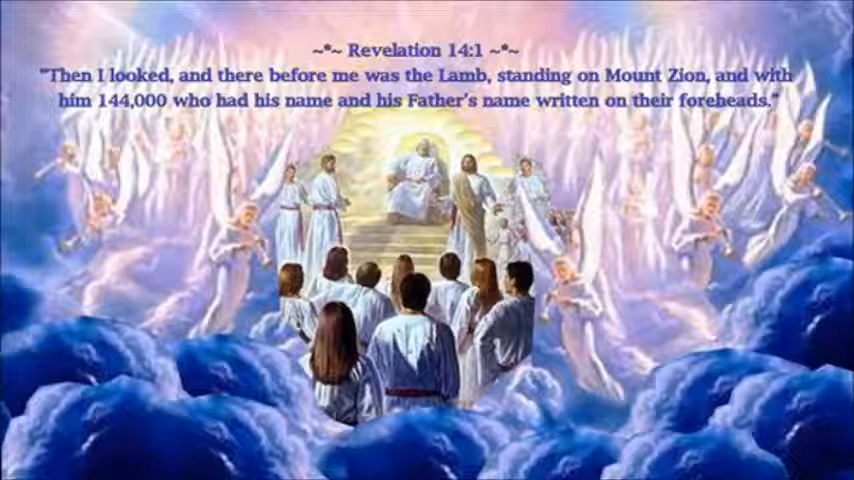 ~*~ Revelation 14:1 ~*~
"Then I looked, and there before me was the Lamb, standing on Mount Zion, and with
him 144,000 who had his name and his Father's name written on their foreheads."